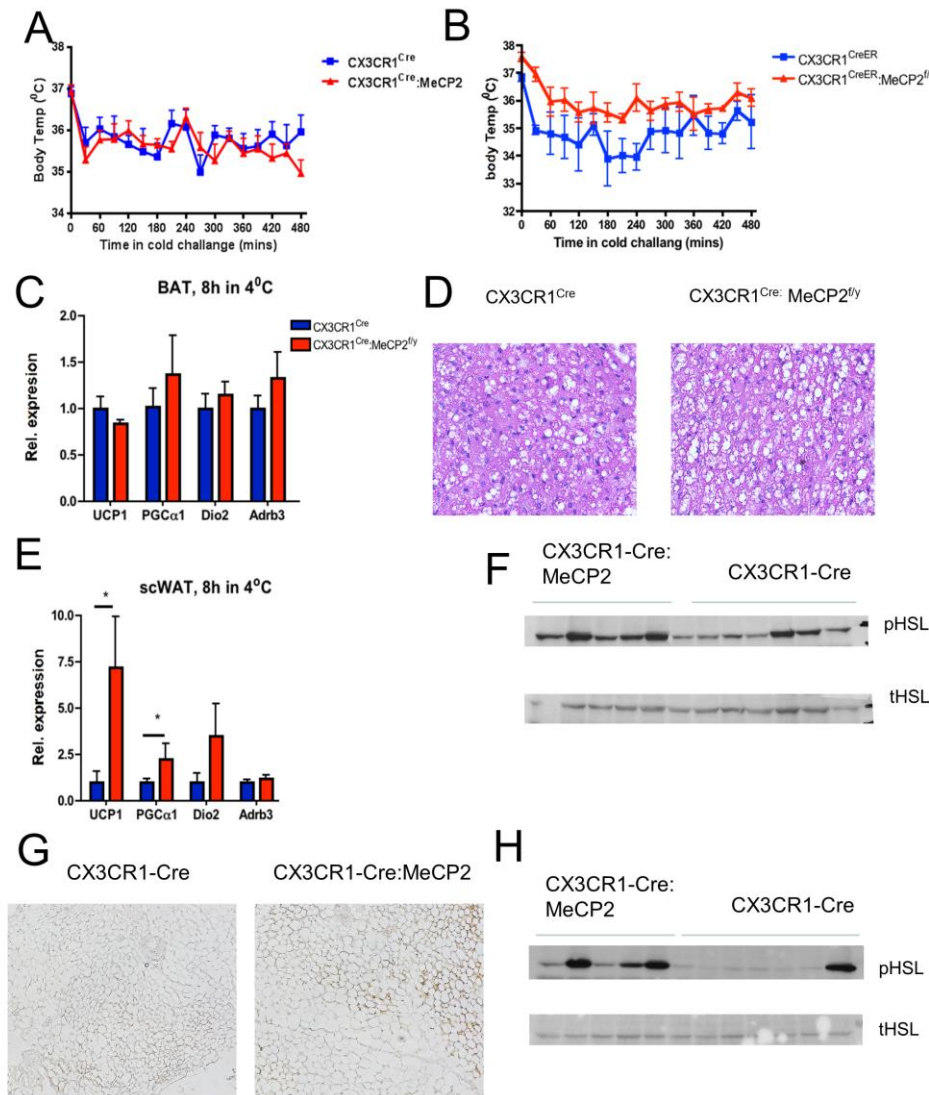 A
CX3CR1Cre
CX3CR1Cre:MeCP2
Body Temp (⁰C)
38
37
36
35
34
0 60 120 180 240 300 360 420 480
Time in cold challange (mins)
B
CX3CR1CreER
CX3CR1CreER:MeCP2f/
body Temp (⁰C)
38
37
35
34
33
32
0 60 120 180 240 300 360 420 480
Time in cold challang (mins)
C
BAT, 8h in 4⁰C
CX3CR1Cre
CX3CR1Cre:MeCP2f/y
Rel. expression
2.0
1.5
1.0
0.5
0.0
UCP1 PGCα1 Dio2 Adrb3
D
CX3CR1Cre
CX3CR1Cre: MeCP2f/y
E
scWAT, 8h in 4⁰C
Rel. expression
10.0
7.5
5.0
2.5
0.0
*
*
UCP1 PGCα1 Dio2 Adrb3
F
CX3CR1-Cre:
MeCP2
CX3CR1-Cre
pHSL
tHSL
G
CX3CR1-Cre
CX3CR1-Cre:MeCP2
H
CX3CR1-Cre:
MeCP2
CX3CR1-Cre
pHSL
tHSL